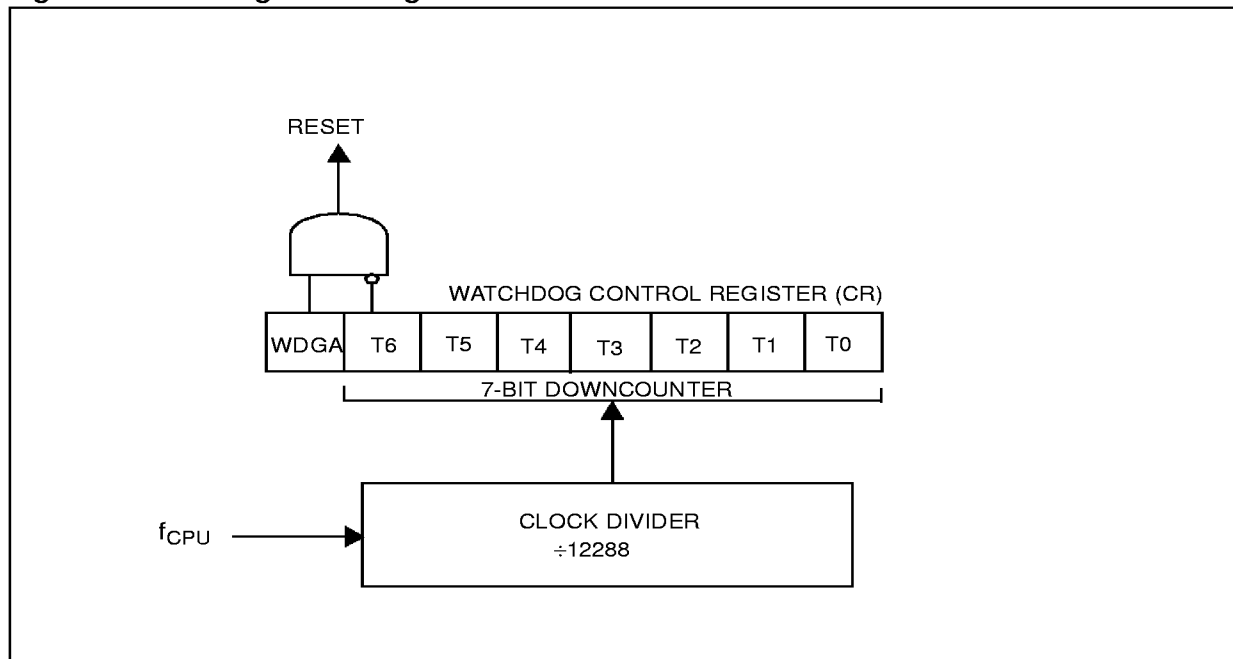 RESET
WATCHDOG CONTROL REGISTER (CR)
WDGA T6 T5 T4 T3 T2 T1 T0
7-BIT DOWNCOUNTER
fCPU
CLOCK DIVIDER
÷12288